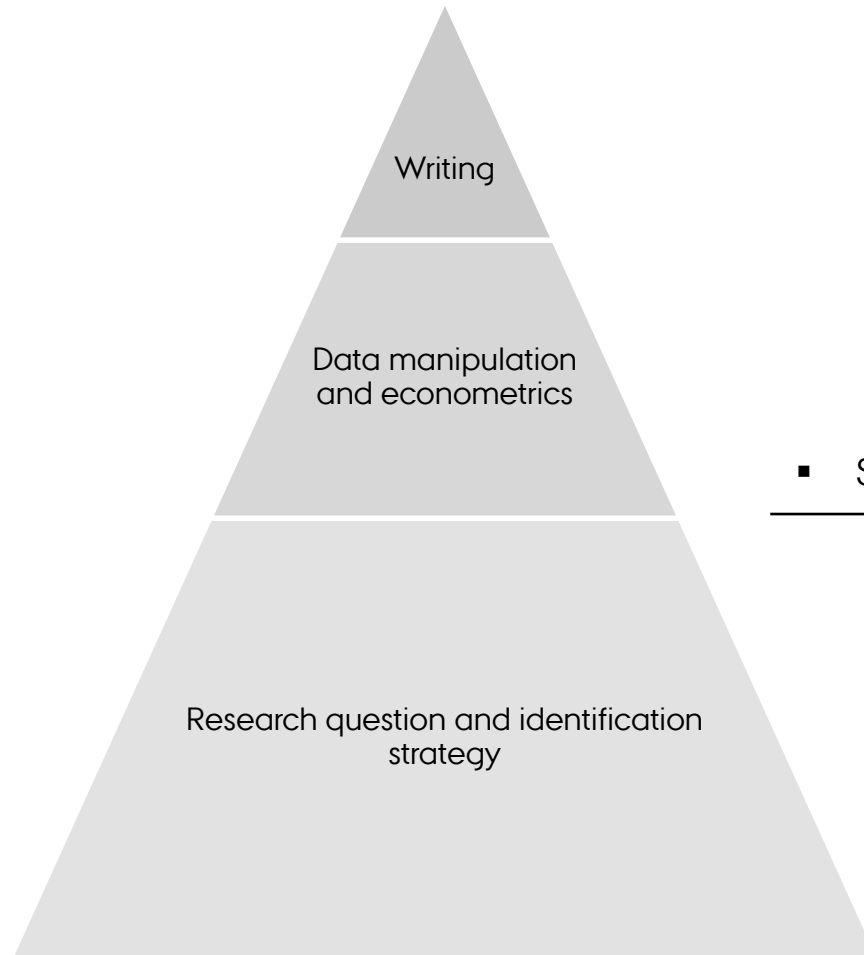 Writing
Data manipulation
and econometrics
▪ S
Research question and identification
strategy